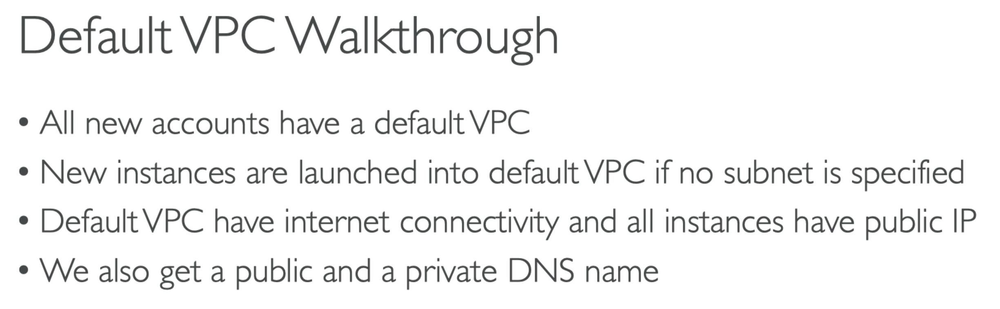 Default VPC Walkthrough
• All new accounts have a default VPC
• New instances are launched into default VPC if no subnet is specified
• Default VPC have internet connectivity and all instances have public IP
• We also get a public and a private DNS name